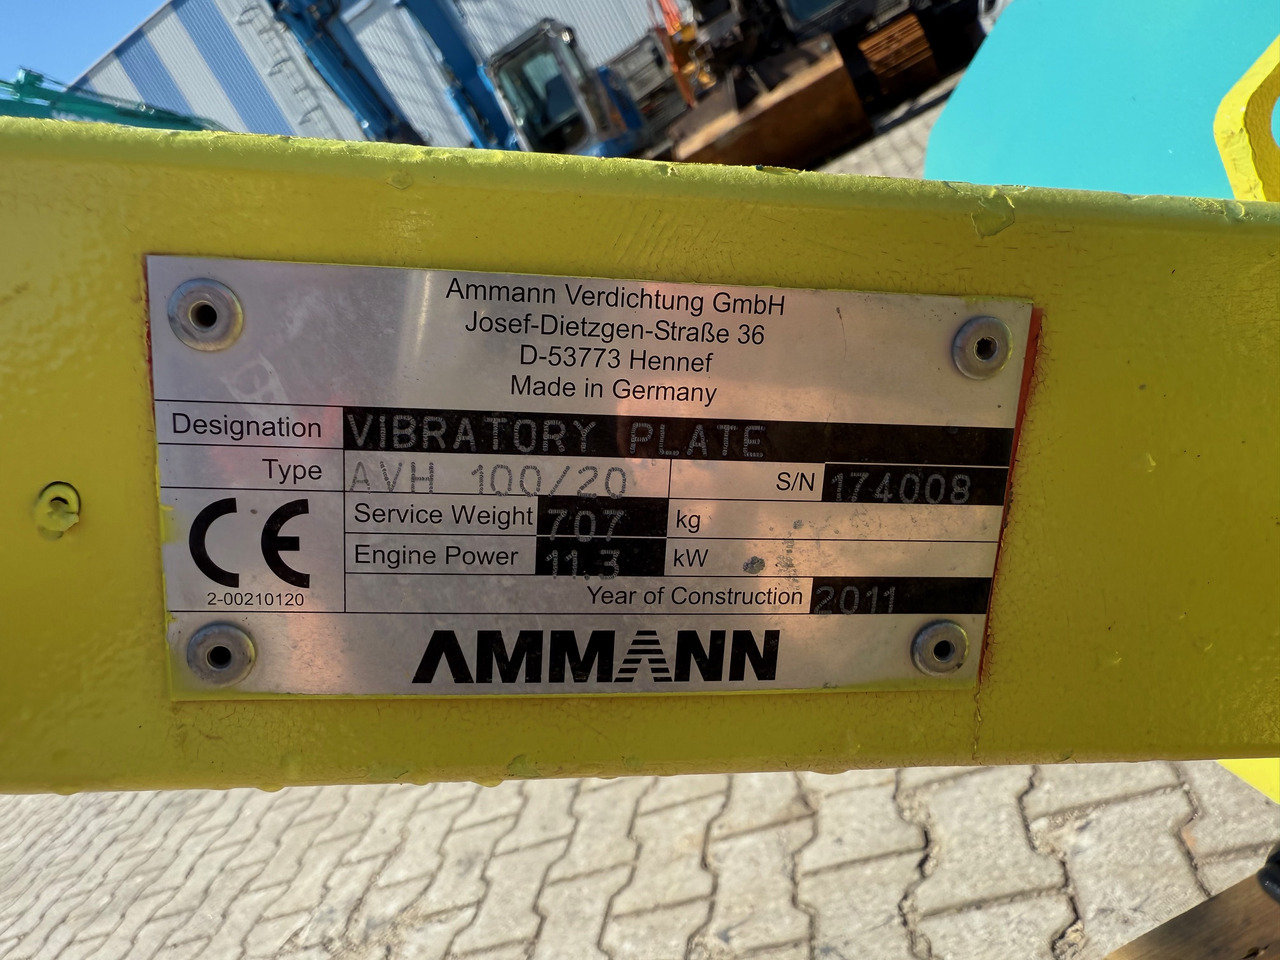 Ammann Verdichtung GmbH
Josef-Dietzgen-Straße 36
D-53773 Hennef
Made in Germany
Designation VIBRATORY PLATE
Type AVH 100/20 S/N 174008
CE
Service Weight 707 kg
Engine Power 11.3 kW
2-00210120
Year of Construction 2011
AMMANN